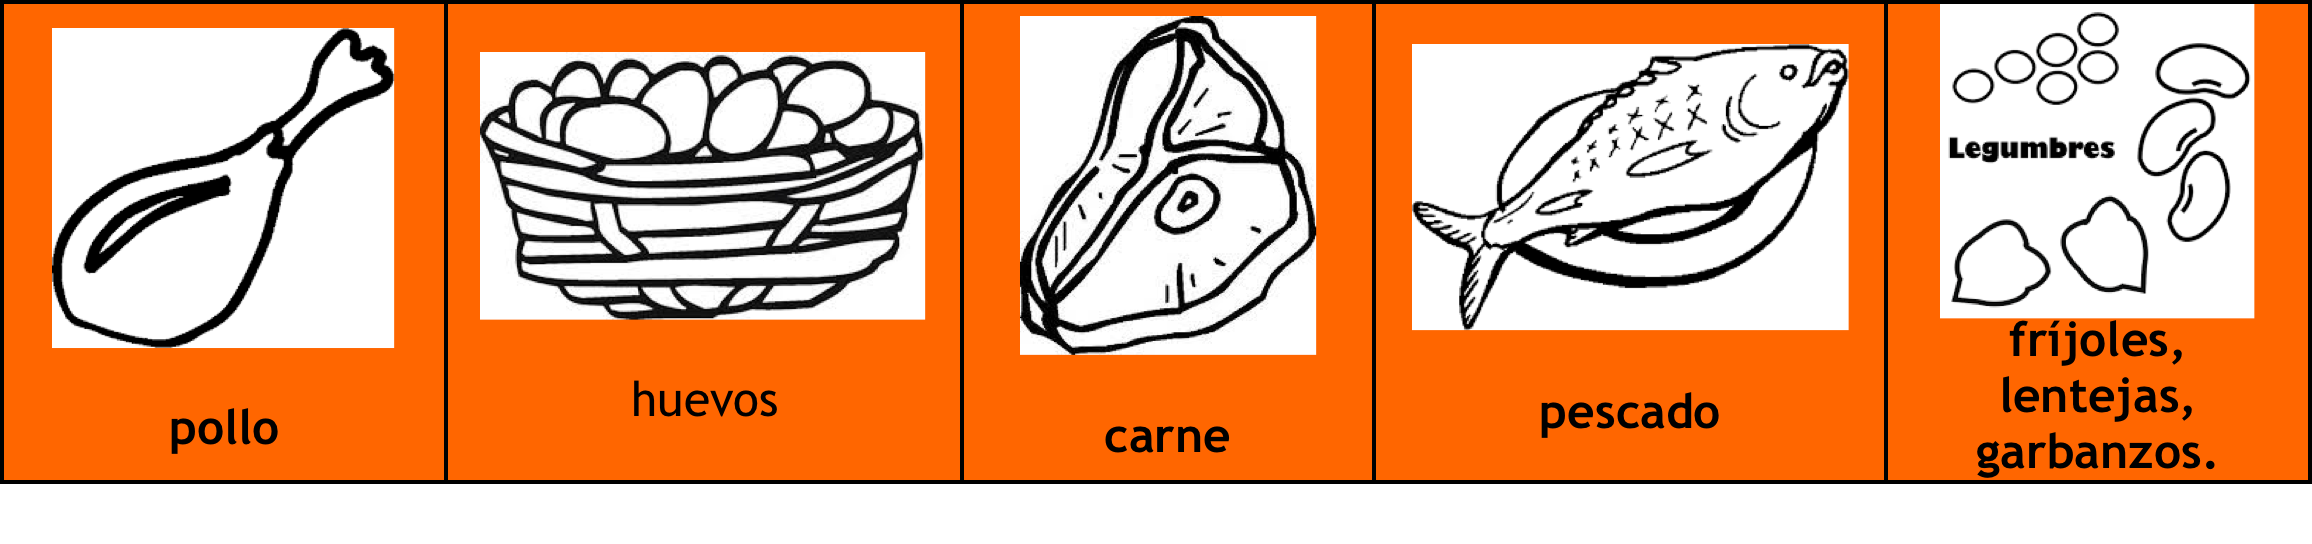 pollo
huevos
carne
pescado
Legumbres
fríjoles,
lentejas,
garbanzos.